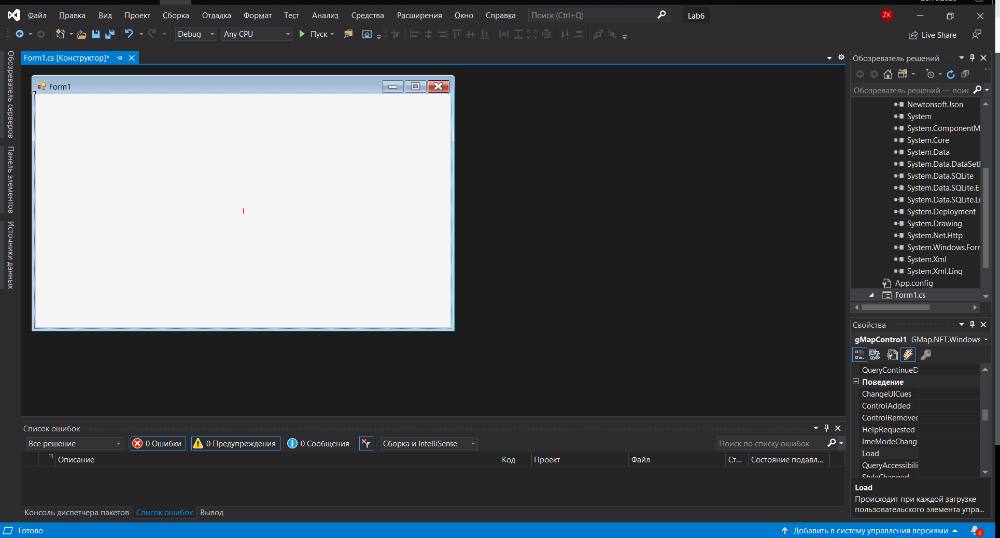 Файл Правка Вид Проект Сборка Отладка Формат Тест Анализ Средства Расширения Окно Справка Поиск (Ctrl+Q) Lab6 ZK
Debug Any CPU Пуск Live Share
Обозреватель серверов
Панель элементов
Источники данных
Form1.cs [Конструктор]*
Form1
Обозреватель решений
Обозреватель решений — поис
Newtonsoft.Json
System
System.ComponentM
System.Core
System.Data
System.Data.DataSetE
System.Data.SQLite
System.Data.SQLite.El
System.Data.SQLite.Li
System.Deployment
System.Drawing
System.Net.Http
System.Windows.Forn
System.Xml
System.Xml.Linq
App.config
Form1.cs
Свойства
gMapControl1 GMap.NET.Windows
QueryContinueD
Поведение
ChangeUICues
ControlAdded
ControlRemoved
HelpRequested
ImeModeChang
Load
QueryAccessibili
StyleChanged
Load
Происходит при каждой загрузке
пользовательского элемента упра...
Список ошибок
Все решение 0 Ошибки 0 Предупреждения 0 Сообщения Сборка и IntelliSense Поиск по списку ошибок
Описание Код Проект Файл Ст... Состояние подавл...
Консоль диспетчера пакетов Список ошибок Вывод
Готово Добавить в систему управления версиями 4